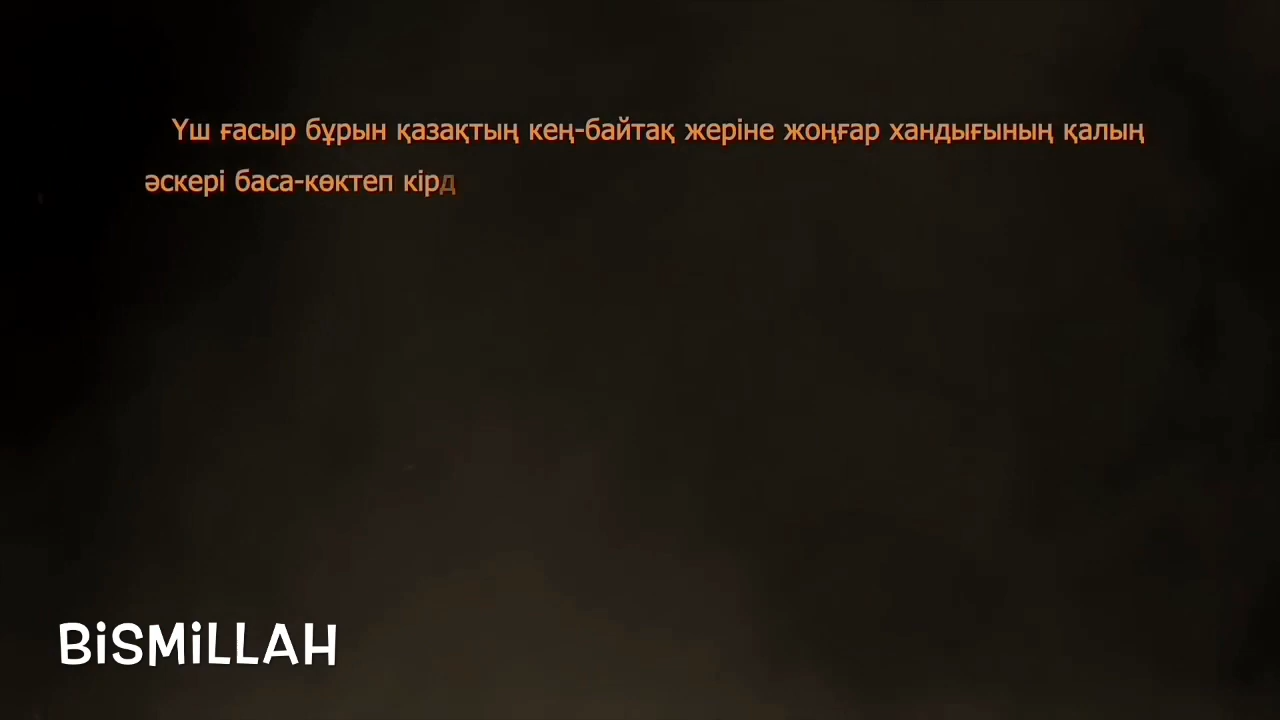 Үш ғасыр бұрын қазақтың кең-байтақ жеріне жоңғар хандығының қалың
әскері баса-көктеп кірд
BiSMiLLAH